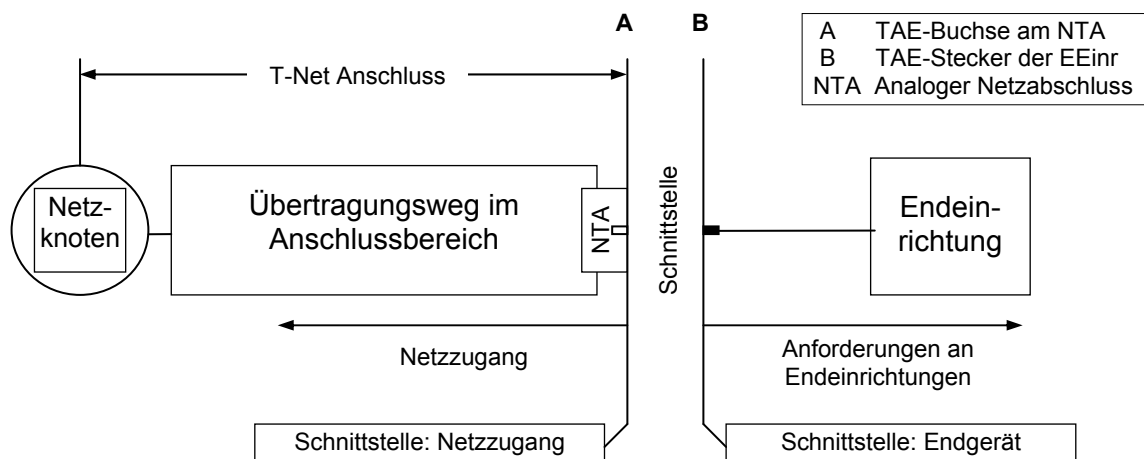 A B
A TAE-Buchse am NTA
B TAE-Stecker der EEinr
NTA Analoger Netzabschluss
T-Net Anschluss
Netz-
knoten
Übertragungsweg im
Anschlussbereich
NTA
Schnittstelle
Endein-
richtung
Netzzugang
Anforderungen an
Endeinrichtungen
Schnittstelle: Netzzugang
Schnittstelle: Endgerät